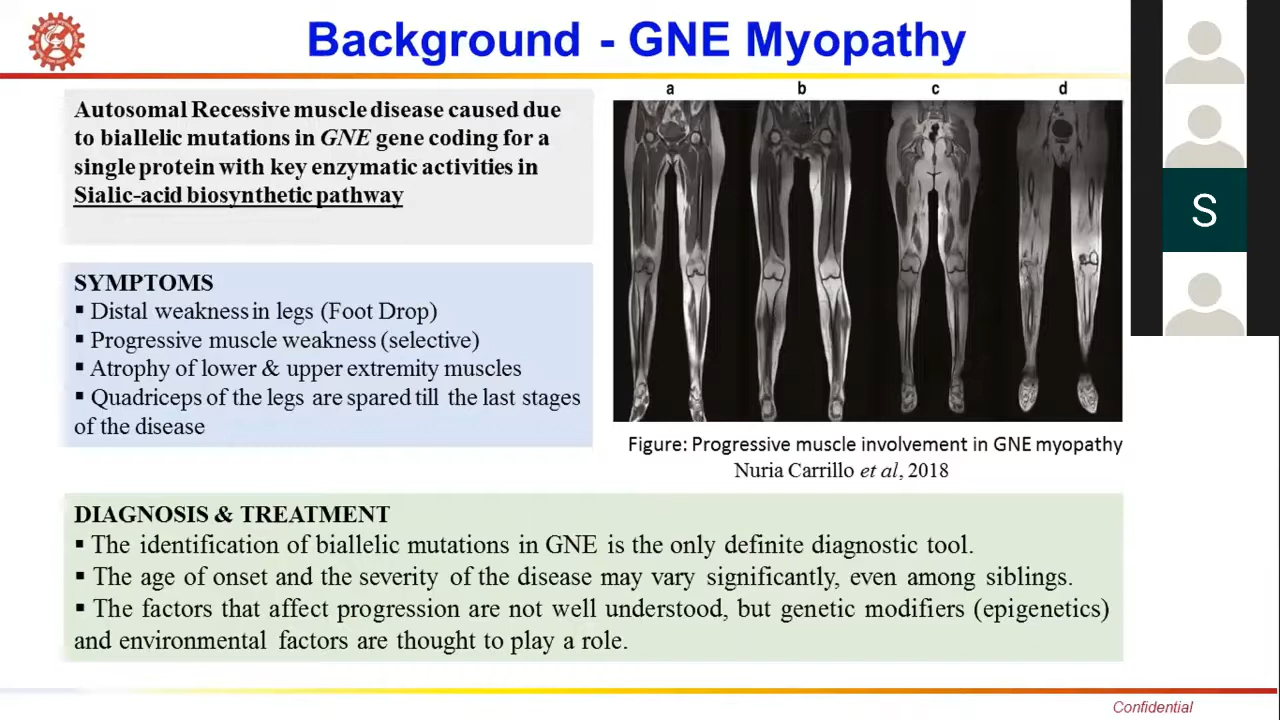 Background - GNE Myopathy
Autosomal Recessive muscle disease caused due
to biallelic mutations in GNE gene coding for a
single protein with key enzymatic activities in
Sialic-acid biosynthetic pathway
SYMPTOMS
▪ Distal weakness in legs (Foot Drop)
▪ Progressive muscle weakness (selective)
▪ Atrophy of lower & upper extremity muscles
▪ Quadriceps of the legs are spared till the last stages
of the disease
a b c d
Figure: Progressive muscle involvement in GNE myopathy
Nuria Carrillo et al, 2018
S
DIAGNOSIS & TREATMENT
▪ The identification of biallelic mutations in GNE is the only definite diagnostic tool.
▪ The age of onset and the severity of the disease may vary significantly, even among siblings.
▪ The factors that affect progression are not well understood, but genetic modifiers (epigenetics)
and environmental factors are thought to play a role.
Confidential